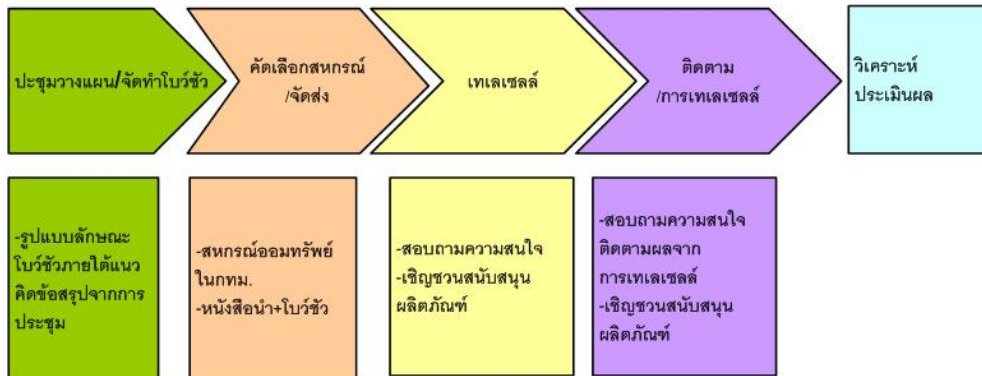 ปะชุมวางแผน/จัดทำโบว์ชัว
คัดเลือกสหกรณ์
/จัดส่ง
เทเลเซลล์
ติดตาม
/การเทเลเซลล์
วิเคราะห์
ประเมินผล
-รูปแบบลักษณะ
โบว์ชัวภายใต้แนว
คิดข้อสรุปจากการ
ประชุม
-สหกรณ์ออมทรัพย์
ในกทม.
-หนังสือนำ+โบว์ชัว
-สอบถามความสนใจ
-เชิญชวนสนับสนุน
ผลิตภัณฑ์
-สอบถามความสนใจ
ติดตามผลจาก
การเทเลเซลล์
-เชิญชวนสนับสนุน
ผลิตภัณฑ์